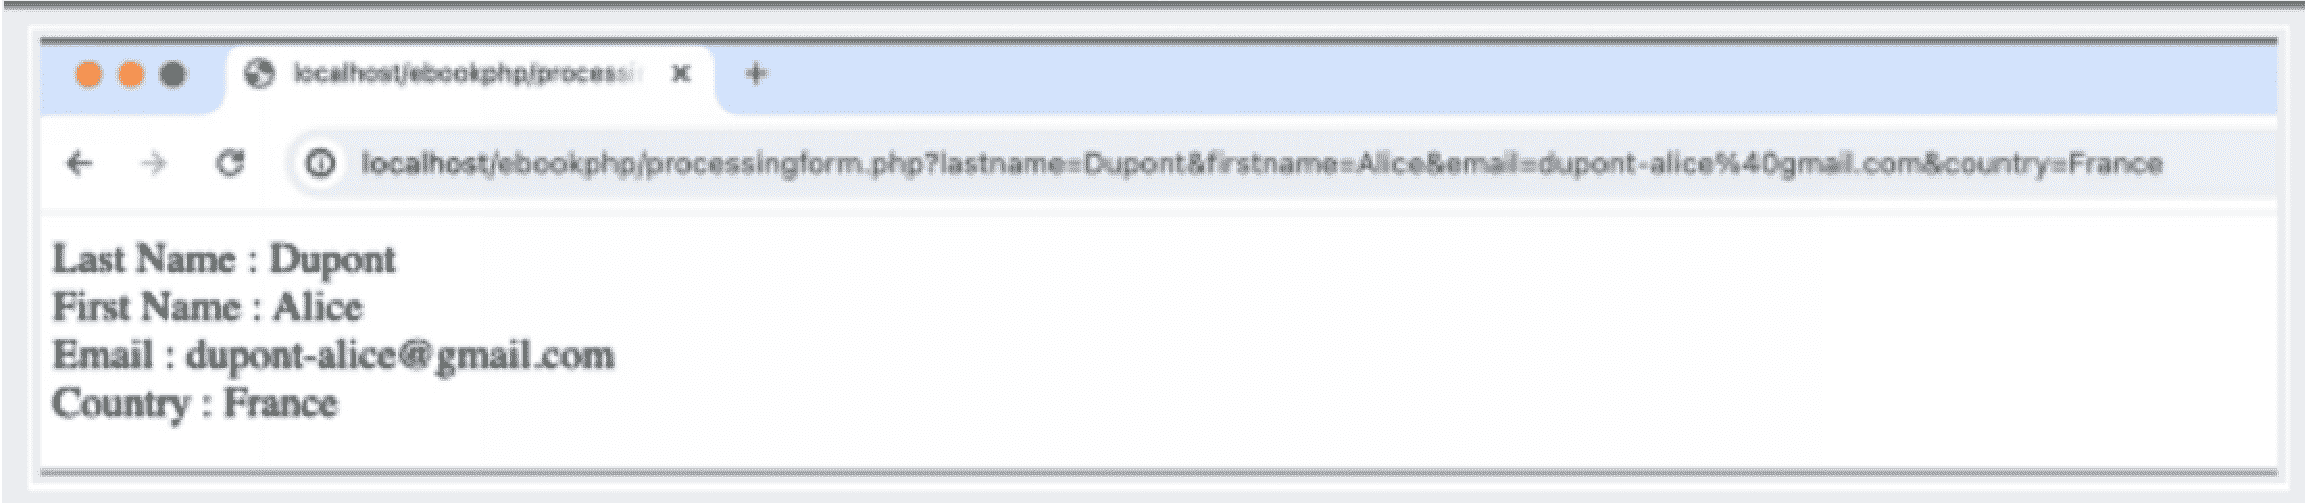 localhost/ebookphp/processi
localhost/ebookphp/processingform.php?lastname=Dupont&firstname=Alice&email=dupont-alice%40gmail.com&country=France
Last Name : Dupont
First Name : Alice
Email : dupont-alice@gmail.com
Country : France